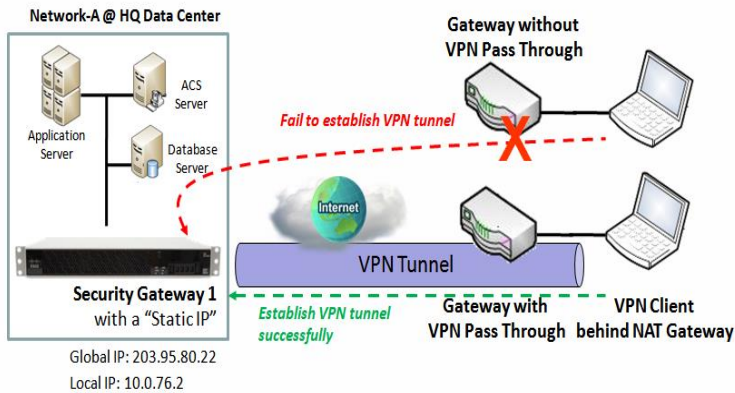 Network-A @ HQ Data Center
Gateway without
VPN Pass Through
ACS
Server
Application
Server
Database
Server
Fail to establish VPN tunnel
Internet
VPN Tunnel
Security Gateway 1
with a “Static IP”
Establish VPN tunnel
successfully
Gateway with
VPN Pass Through
VPN Client
behind NAT Gateway
Global IP: 203.95.80.22
Local IP: 10.0.76.2